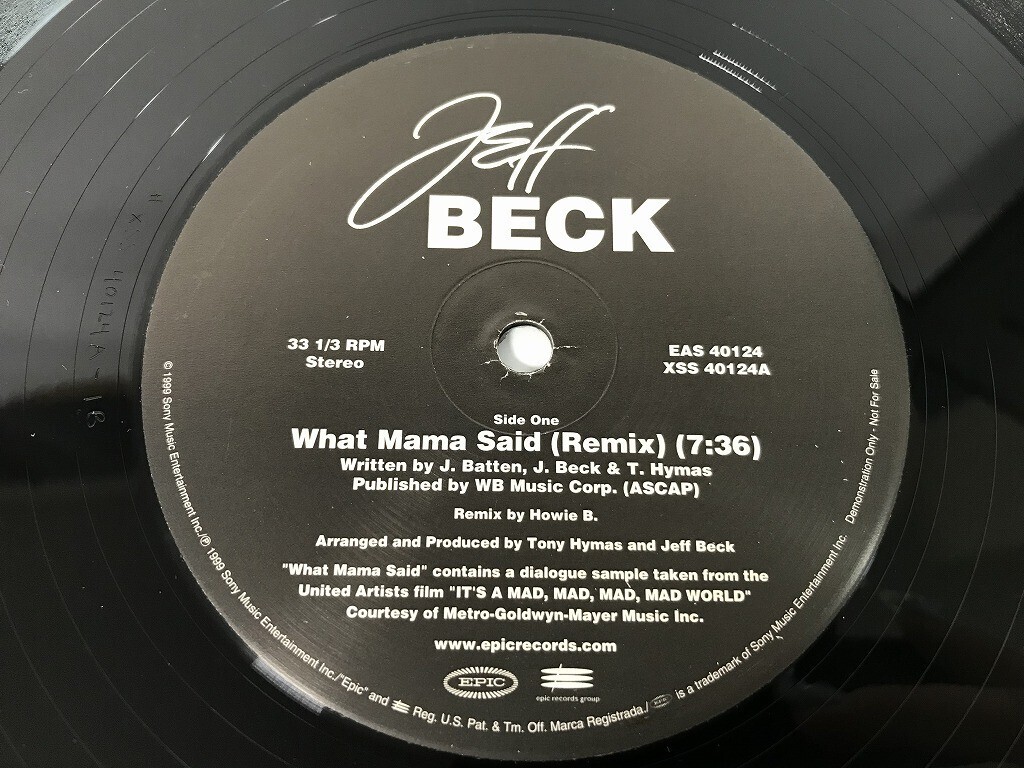 Jeff
BECK
33 1/3 RPM
Stereo
EAS 40124
XSS 40124A
Side One
What Mama Said (Remix) (7:36)
Written by J. Batten, J. Beck & T. Hymas
Published by WB Music Corp. (ASCAP)
Remix by Howie B.
Arranged and Produced by Tony Hymas and Jeff Beck
"What Mama Said" contains a dialogue sample taken from the
United Artists film "IT'S A MAD, MAD, MAD, MAD WORLD"
Courtesy of Metro-Goldwyn-Mayer Music Inc.
www.epicrecords.com
EPIC
epic records group
© 1999 Sony Music Entertainment Inc./℗ 1999 Sony Music Entertainment Inc./"Epic" and Reg. U.S. Pat. & Tm. Off. Marca Registrada./ EPIC is a trademark of Sony Music Entertainment Inc. Demonstration Only - Not For Sale